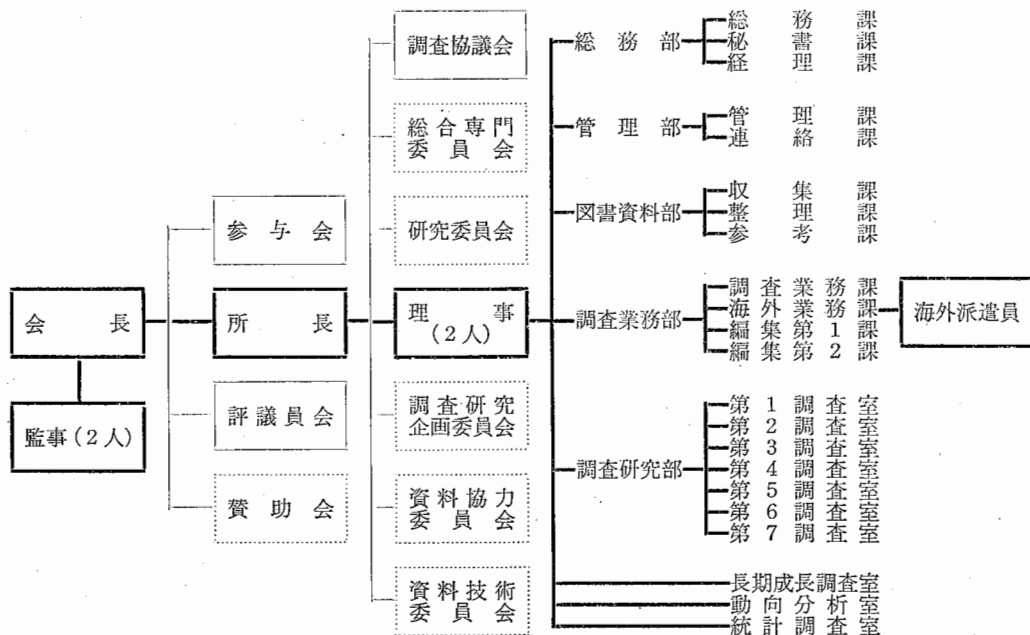 会長
監事(2人)
参与会
所長
評議員会
賛助会
調査協議会
総合専門
委員会
研究委員会
理事
(2人)
調査研究
企画委員会
資料協力
委員会
資料技術
委員会
総務部
総務課
秘書課
経理課
管理部
管理課
連絡課
図書資料部
収集課
整理課
参考課
調査業務部
調査業務課
海外業務課
編集第1課
編集第2課
海外派遣員
調査研究部
第1調査室
第2調査室
第3調査室
第4調査室
第5調査室
第6調査室
第7調査室
長期成長調査室
動向分析室
統計調査室